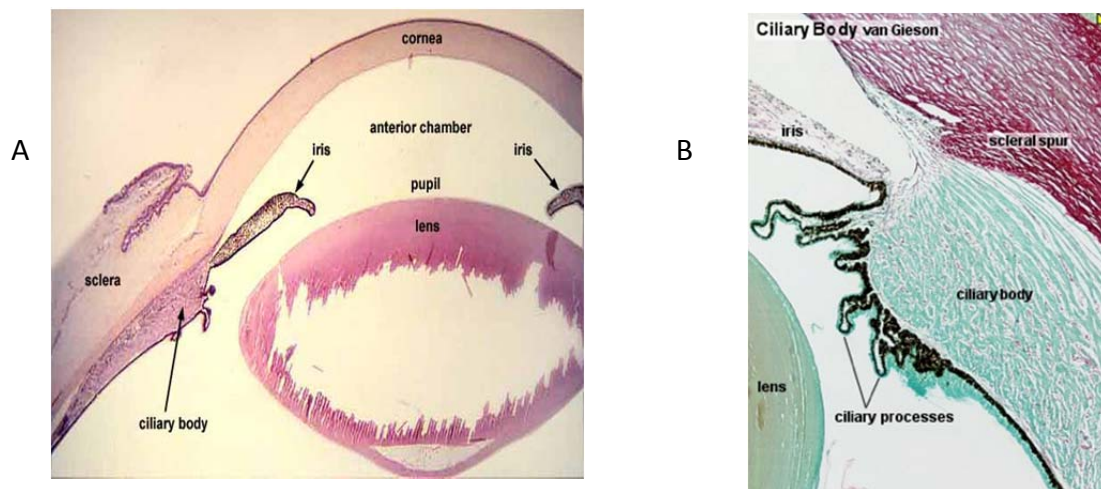 A
cornea
anterior chamber
iris
iris
pupil
lens
sclera
ciliary body
B
Ciliary Body van Gieson
iris
scleral spur
ciliary body
lens
ciliary processes